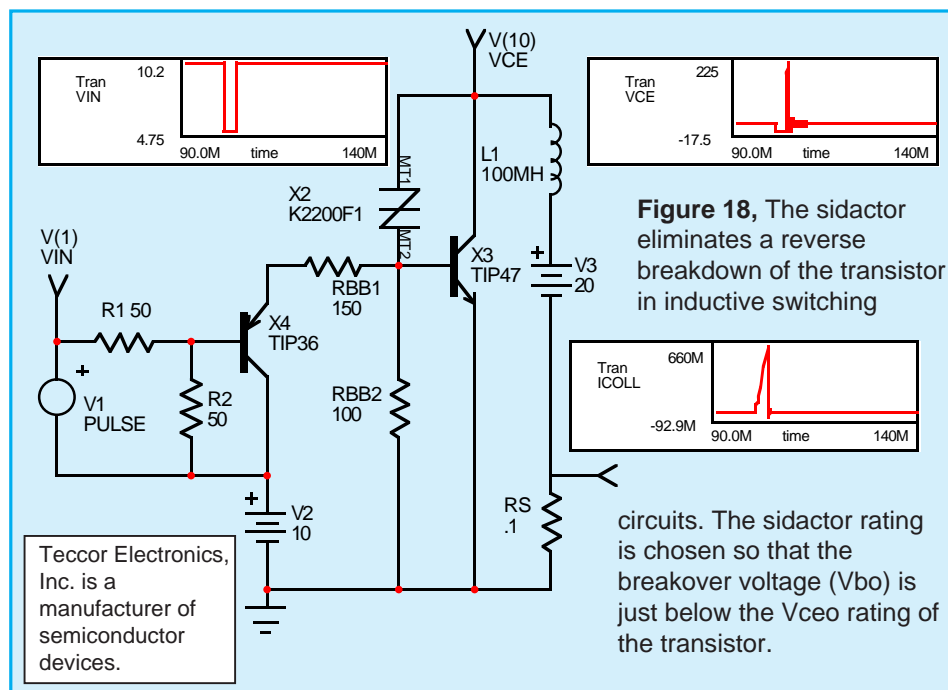 V(10)
VCE
Tran
VIN
10.2
4.75
90.0M time 140M
Tran
VCE
225
-17.5
90.0M time 140M
L1
100MH
MT1
X2
K2200F1
MT2
Figure 18, The sidactor
eliminates a reverse
breakdown of the transistor
in inductive switching
V(1)
VIN
X3
TIP47
+
V3
20
RBB1
150
R1 50
X4
TIP36
Tran
ICOLL
660M
-92.9M
90.0M time 140M
+
V1
PULSE
R2
50
RBB2
100
+
V2
10
RS
.1
circuits. The sidactor rating
is chosen so that the
breakover voltage (Vbo) is
just below the Vceo rating of
the transistor.
Teccor Electronics,
Inc. is a
manufacturer of
semiconductor
devices.